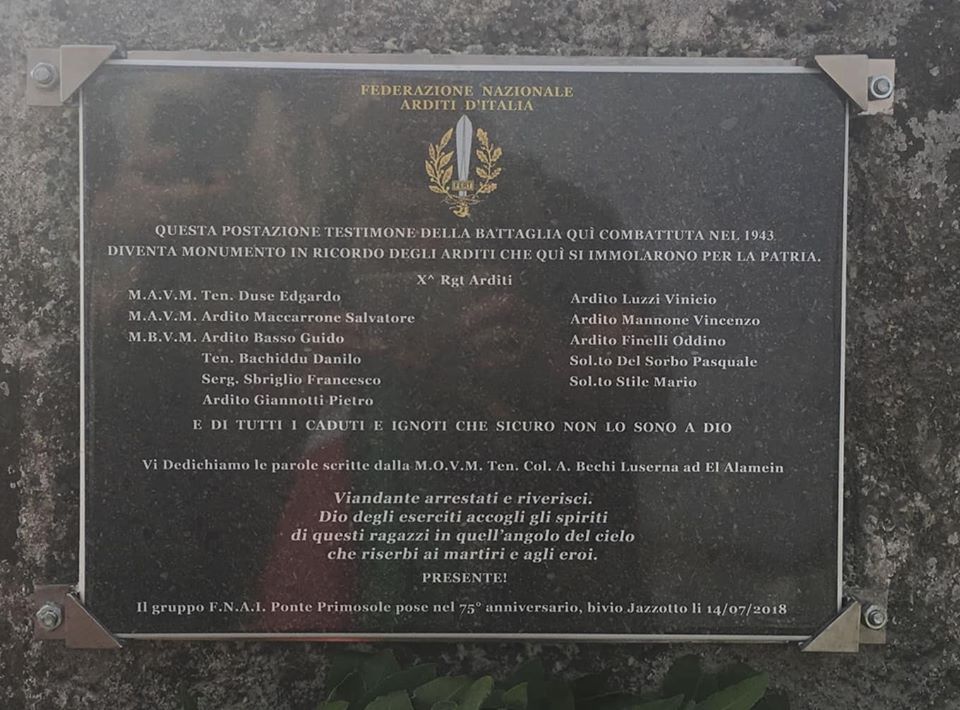 FEDERAZIONE NAZIONALE
ARDITI D'ITALIA
FERT
QUESTA POSTAZIONE TESTIMONE DELLA BATTAGLIA QUÌ COMBATTUTA NEL 1943
DIVENTA MONUMENTO IN RICORDO DEGLI ARDITI CHE QUÌ SI IMMOLARONO PER LA PATRIA.
X^ Rgt Arditi
M.A.V.M. Ten. Duse Edgardo
M.A.V.M. Ardito Maccarrone Salvatore
M.B.V.M. Ardito Basso Guido
Ten. Bachiddu Danilo
Serg. Sbriglio Francesco
Ardito Giannotti Pietro
Ardito Luzzi Vinicio
Ardito Mannone Vincenzo
Ardito Finelli Oddino
Sol.to Del Sorbo Pasquale
Sol.to Stile Mario
E DI TUTTI I CADUTI E IGNOTI CHE SICURO NON LO SONO A DIO
Vi Dedichiamo le parole scritte dalla M.O.V.M. Ten. Col. A. Bechi Luserna ad El Alamein
Viandante arrestati e riverisci.
Dio degli eserciti accogli gli spiriti
di questi ragazzi in quell'angolo del cielo
che riserbi ai martiri e agli eroi.
PRESENTE!
Il gruppo F.N.A.I. Ponte Primosole pose nel 75° anniversario, bivio Jazzotto li 14/07/2018